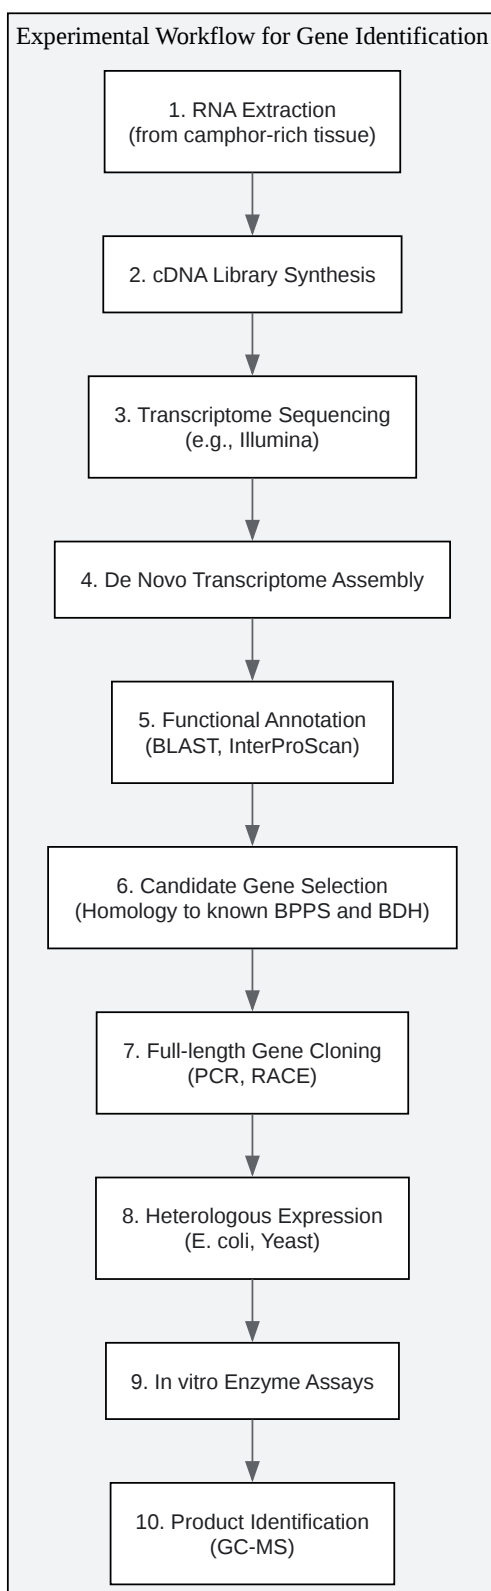 Experimental Workflow for Gene Identification
1. RNA Extraction
(from camphor-rich tissue)
2. cDNA Library Synthesis
3. Transcriptome Sequencing
(e.g., Illumina)
4. De Novo Transcriptome Assembly
5. Functional Annotation
(BLAST, InterProScan)
6. Candidate Gene Selection
(Homology to known BPPS and BDH)
7. Full-length Gene Cloning
(PCR, RACE)
8. Heterologous Expression
(E. coli, Yeast)
9. In vitro Enzyme Assays
10. Product Identification
(GC-MS)